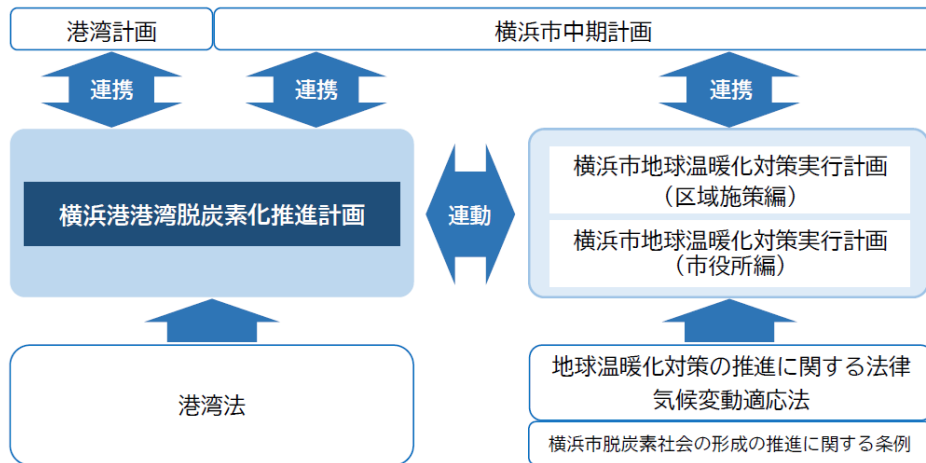 港湾計画
横浜市中期計画
連携
連携
連携
横浜港港湾脱炭素化推進計画
連動
横浜市地球温暖化対策実行計画
（区域施策編）
横浜市地球温暖化対策実行計画
（市役所編）
港湾法
地球温暖化対策の推進に関する法律
気候変動適応法
横浜市脱炭素社会の形成の推進に関する条例